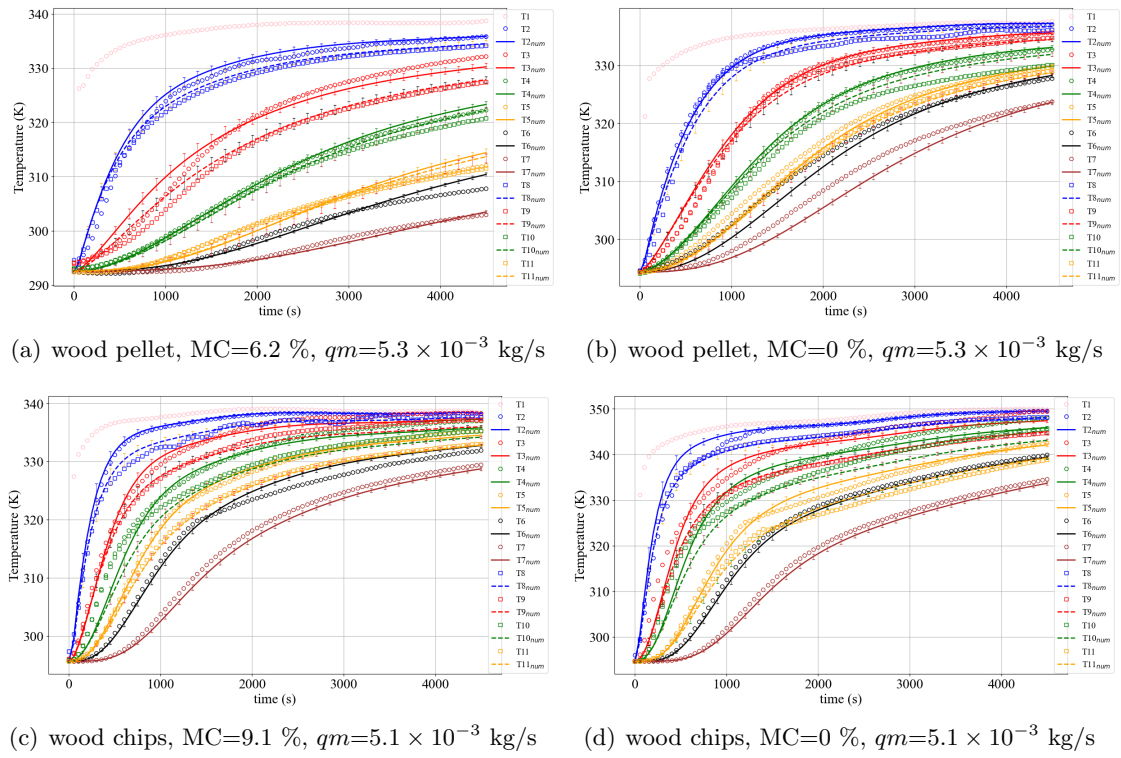 340
330
320
310
300
290
Temperature (K)
0
1000
2000
3000
4000
time (s)
T1
T2
T2num
T3
T3num
T4
T4num
T5
T5num
T6
T6num
T7
T7num
T8
T8num
T9
T9num
T10
T10num
T11
T11num
(a) wood pellet, MC=6.2 %, qm=5.3 × 10⁻³ kg/s
330
320
310
300
Temperature (K)
0
1000
2000
3000
4000
time (s)
T1
T2
T2num
T3
T3num
T4
T4num
T5
T5num
T6
T6num
T7
T7num
T8
T8num
T9
T9num
T10
T10num
T11
T11num
(b) wood pellet, MC=0 %, qm=5.3 × 10⁻³ kg/s
340
330
320
310
300
Temperature (K)
0
1000
2000
3000
4000
time (s)
T1
T2
T2num
T3
T3num
T4
T4num
T5
T5num
T6
T6num
T7
T7num
T8
T8num
T9
T9num
T10
T10num
T11
T11num
(c) wood chips, MC=9.1 %, qm=5.1 × 10⁻³ kg/s
350
340
330
320
310
300
Temperature (K)
0
1000
2000
3000
4000
time (s)
T1
T2
T2num
T3
T3num
T4
T4num
T5
T5num
T6
T6num
T7
T7num
T8
T8num
T9
T9num
T10
T10num
T11
T11num
(d) wood chips, MC=0 %, qm=5.1 × 10⁻³ kg/s